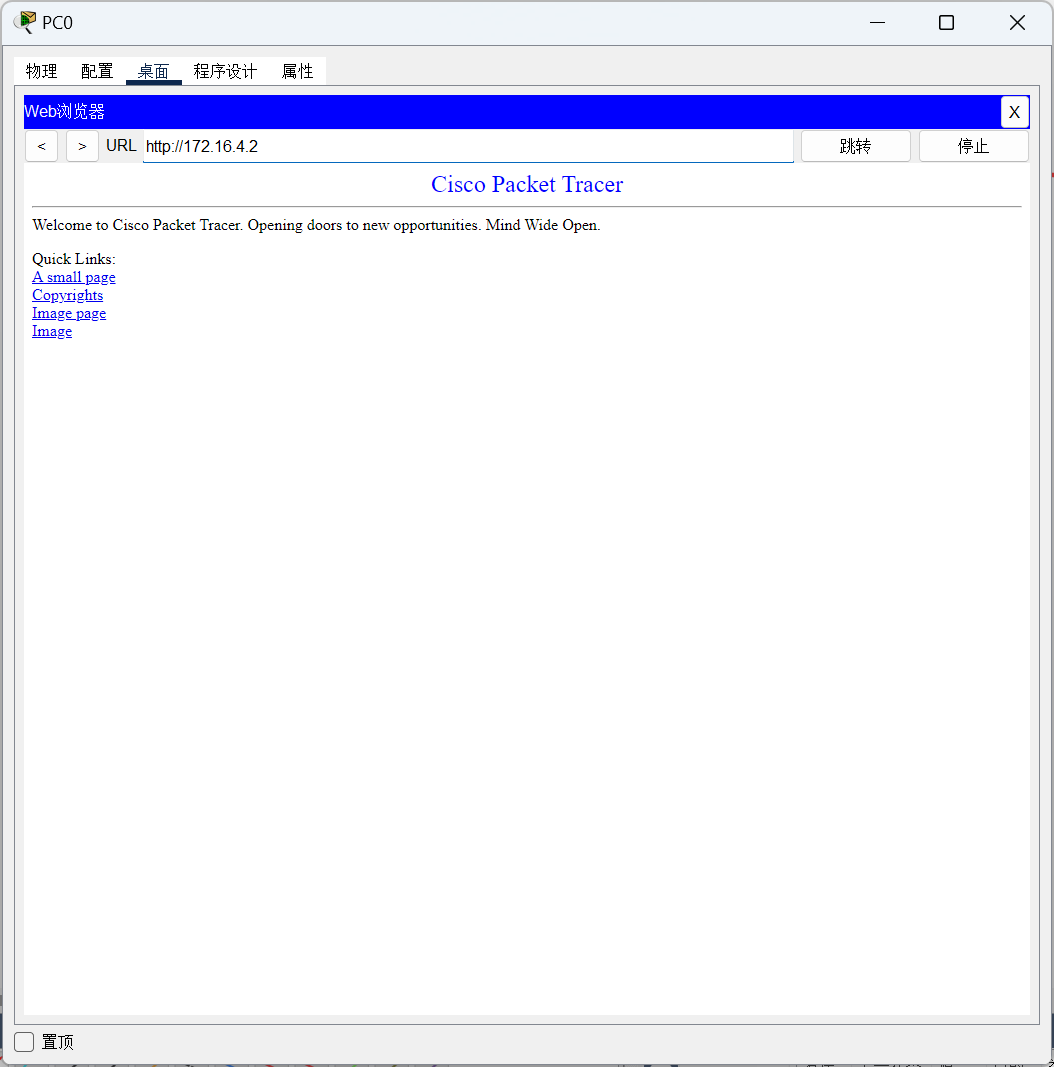 PC0
物理 配置 桌面 程序设计 属性
Web浏览器 X
< > URL http://172.16.4.2 跳转 停止
Cisco Packet Tracer
Welcome to Cisco Packet Tracer. Opening doors to new opportunities. Mind Wide Open.
Quick Links:
A small page
Copyrights
Image page
Image
置顶